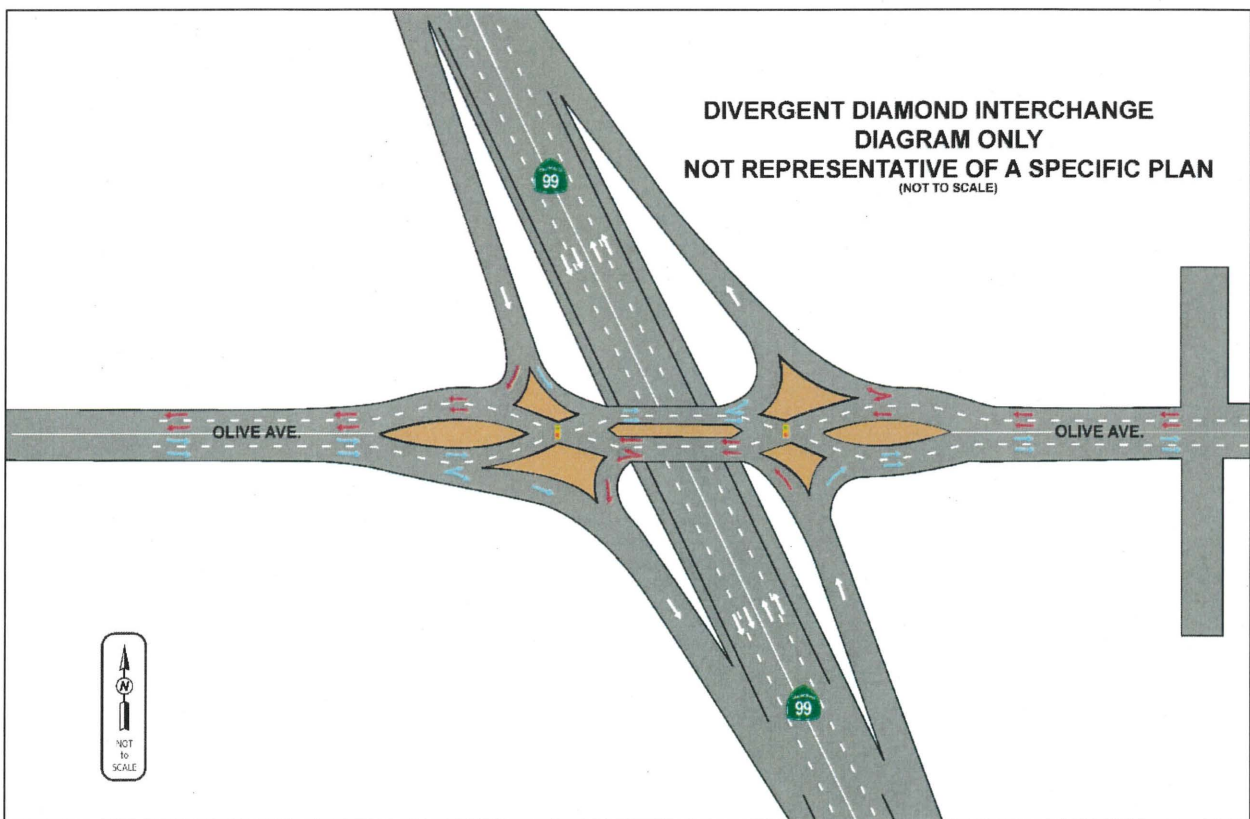 DIVERGENT DIAMOND INTERCHANGE
DIAGRAM ONLY
NOT REPRESENTATIVE OF A SPECIFIC PLAN
(NOT TO SCALE)
99
OLIVE AVE.
OLIVE AVE.
99
N
NOT
to
SCALE